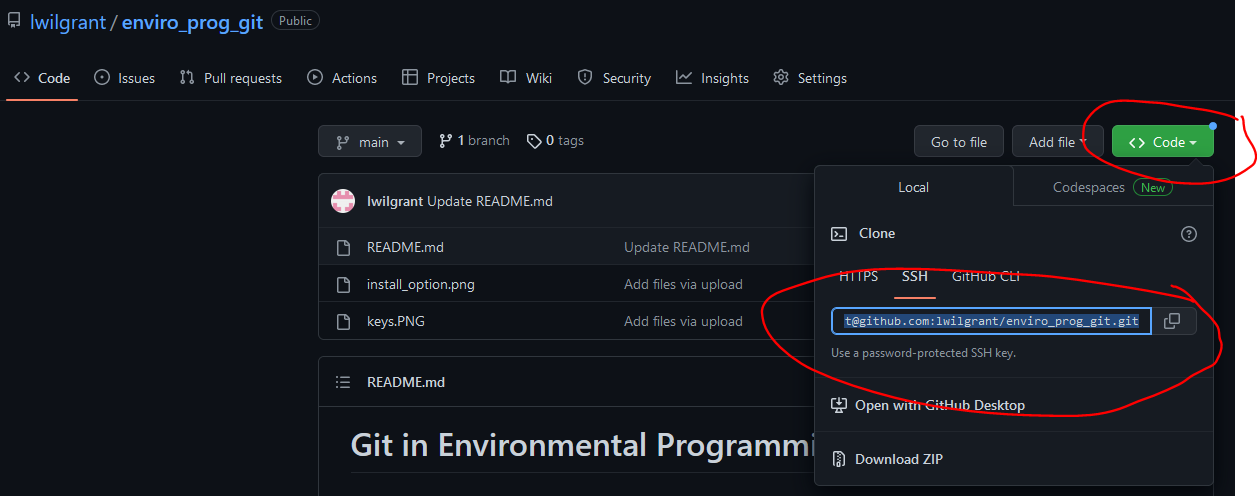 lwilgrant / enviro_prog_git Public
Code Issues Pull requests Actions Projects Wiki Security Insights Settings
main 1 branch 0 tags Go to file Add file Code
lwilgrant Update README.md
README.md Update README.md
install_option.png Add files via upload
keys.PNG Add files via upload
README.md
Git in Environmental Programmi
Local Codespaces New
Clone
HTTPS SSH GitHub CLI
t@github.com:lwilgrant/enviro_prog_git.git
Use a password-protected SSH key.
Open with GitHub Desktop
Download ZIP